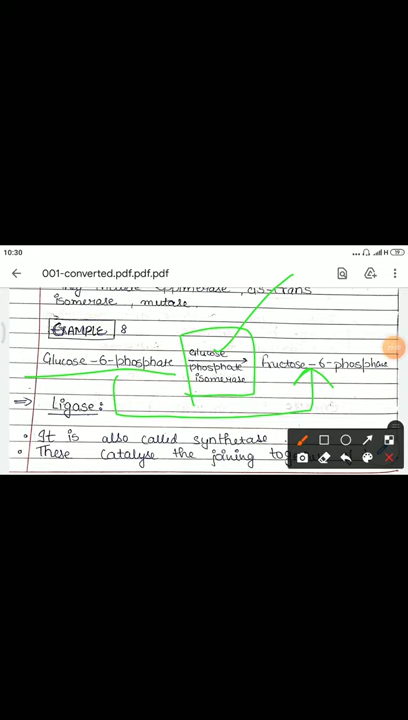 10:30
001-converted.pdf.pdf.pdf
isomerase, mutase.
EXAMPLE 8
Glucose-6-phosphate Glucose phosphate isomerase fructose-6-phosphate
⇒ Ligase:
• It is also called synthetase.
• These catalyse the joining